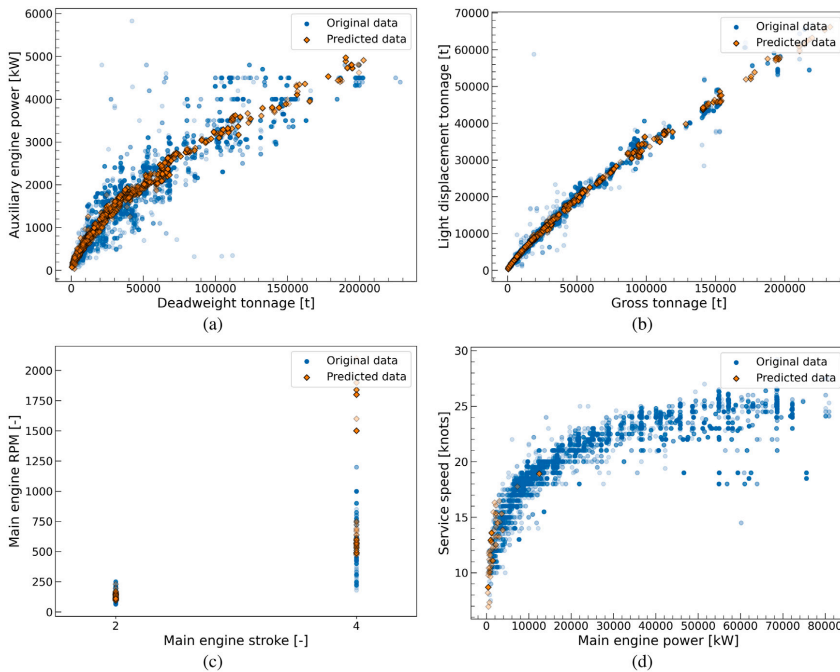 Original data
Predicted data
6000
5000
4000
3000
2000
1000
0
Auxiliary engine power [kW]
0 50000 100000 150000 200000
Deadweight tonnage [t]
(a)
Original data
Predicted data
70000
60000
50000
40000
30000
20000
10000
0
Light displacement tonnage [t]
0 50000 100000 150000 200000
Gross tonnage [t]
(b)
Original data
Predicted data
2000
1750
1500
1250
1000
750
500
250
0
Main engine RPM [-]
2 4
Main engine stroke [-]
(c)
Original data
Predicted data
30
25
20
15
10
Service speed [knots]
0 10000 20000 30000 40000 50000 60000 70000 80000
Main engine power [kW]
(d)